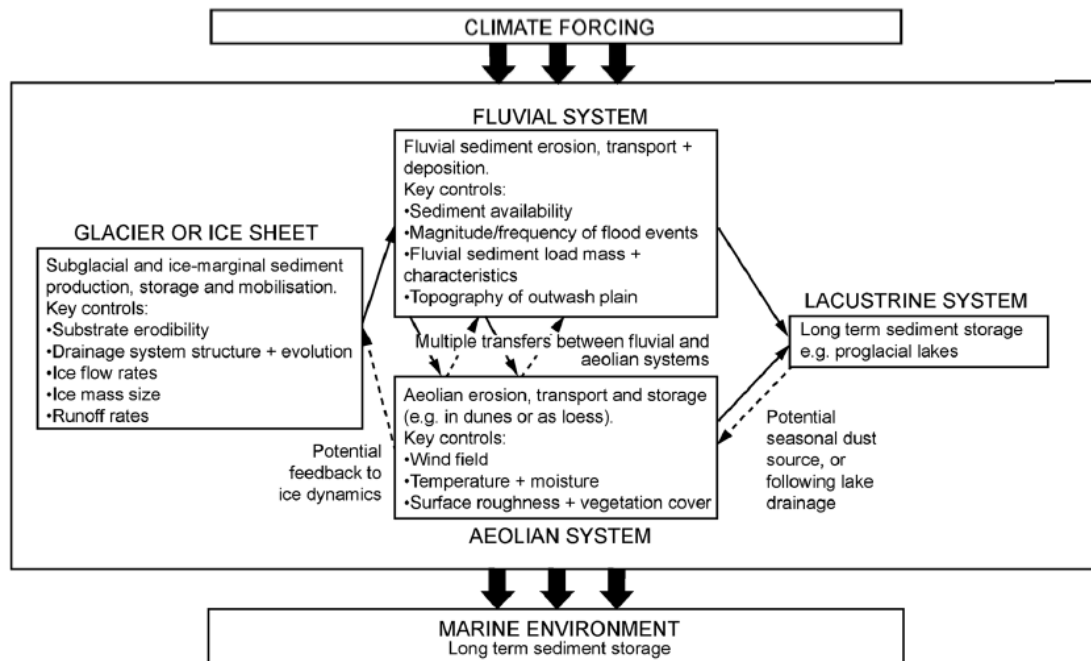 CLIMATE FORCING
FLUVIAL SYSTEM
Fluvial sediment erosion, transport +
deposition.
Key controls:
•Sediment availability
•Magnitude/frequency of flood events
•Fluvial sediment load mass +
characteristics
•Topography of outwash plain
GLACIER OR ICE SHEET
Subglacial and ice-marginal sediment
production, storage and mobilisation.
Key controls:
•Substrate erodibility
•Drainage system structure + evolution
•Ice flow rates
•Ice mass size
•Runoff rates
LACUSTRINE SYSTEM
Long term sediment storage
e.g. proglacial lakes
Multiple transfers between fluvial and
aeolian systems
Aeolian erosion, transport and storage
(e.g. in dunes or as loess).
Key controls:
•Wind field
•Temperature + moisture
•Surface roughness + vegetation cover
AEOLIAN SYSTEM
Potential
feedback to
ice dynamics
Potential
seasonal dust
source, or
following lake
drainage
MARINE ENVIRONMENT
Long term sediment storage